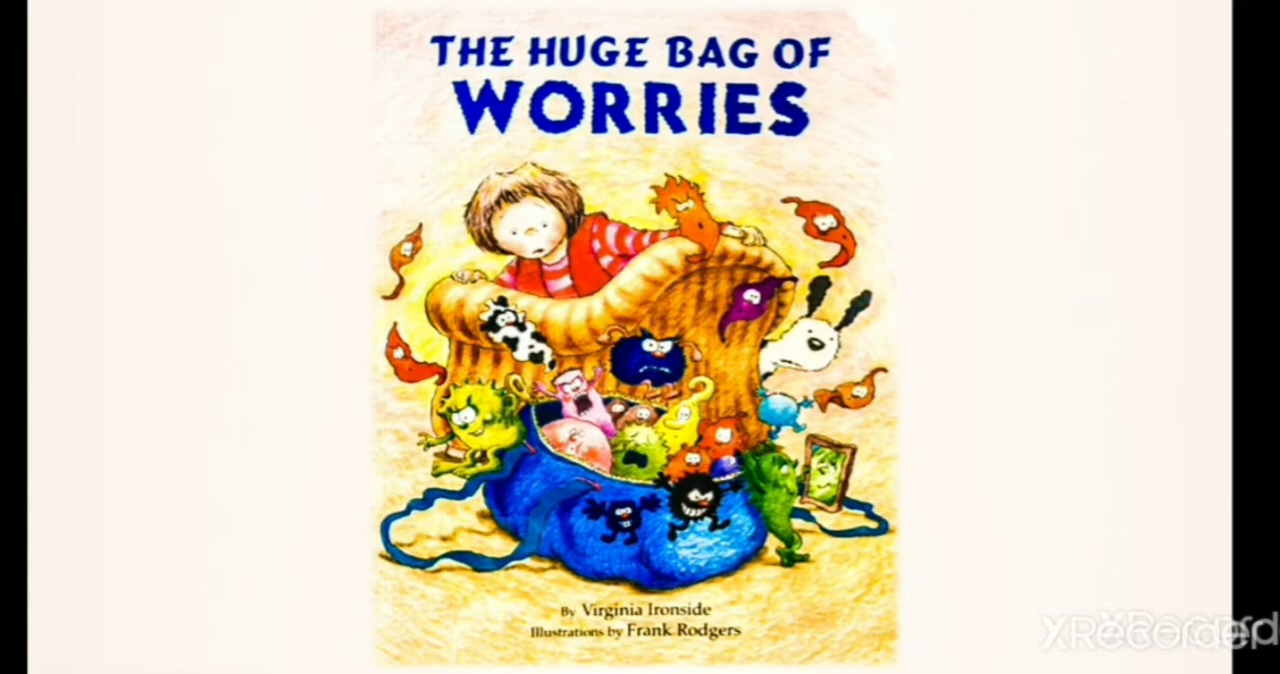 THE HUGE BAG OF
WORRIES
By Virginia Ironside
Illustrations by Frank Rodgers
XRecorder